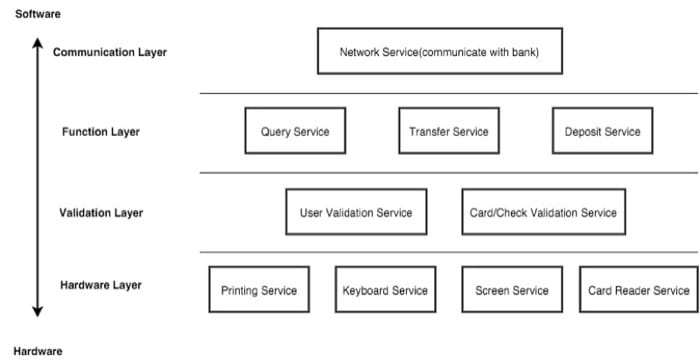 Software
Communication Layer
Network Service(communicate with bank)
Function Layer
Query Service
Transfer Service
Deposit Service
Validation Layer
User Validation Service
Card/Check Validation Service
Hardware Layer
Printing Service
Keyboard Service
Screen Service
Card Reader Service
Hardware